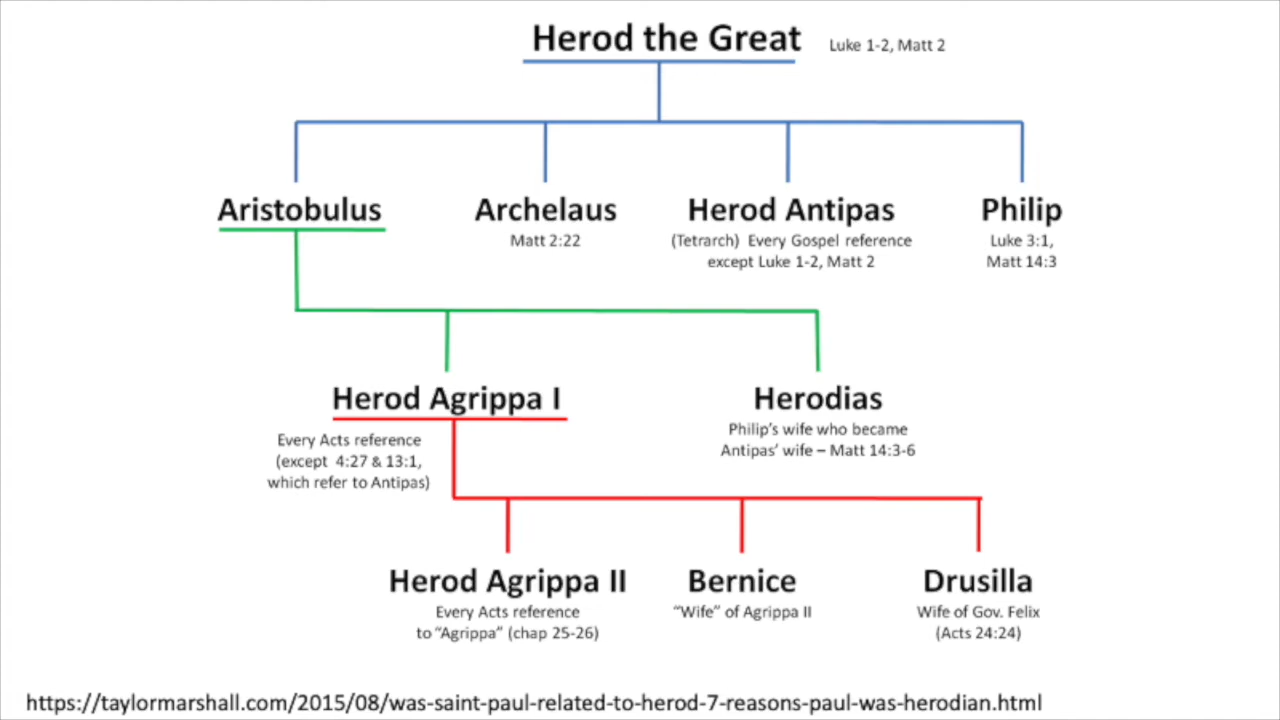 Herod the Great
Luke 1-2, Matt 2
Aristobulus
Archelaus
Matt 2:22
Herod Antipas
(Tetrarch) Every Gospel reference
except Luke 1-2, Matt 2
Philip
Luke 3:1,
Matt 14:3
Herod Agrippa I
Every Acts reference
(except 4:27 & 13:1,
which refer to Antipas)
Herodias
Philip's wife who became
Antipas' wife – Matt 14:3-6
Herod Agrippa II
Every Acts reference
to "Agrippa" (chap 25-26)
Bernice
"Wife" of Agrippa II
Drusilla
Wife of Gov. Felix
(Acts 24:24)
https://taylormarshall.com/2015/08/was-saint-paul-related-to-herod-7-reasons-paul-was-herodian.html